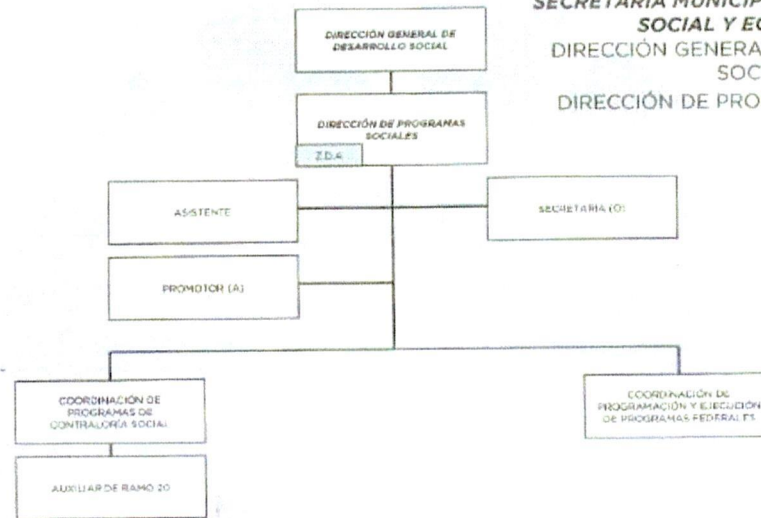 SECRETARÍA MUNICIP
SOCIAL Y EC
DIRECCIÓN GENERA
SOC
DIRECCIÓN DE PRO
DIRECCIÓN GENERAL DE
DESARROLLO SOCIAL
DIRECCIÓN DE PROGRAMAS
SOCIALES
Z.D.A
ASISTENTE
SECRETARIA (O)
PROMOTOR (A)
COORDINACIÓN DE
PROGRAMAS DE
CONTRALORÍA SOCIAL
COORDINACIÓN DE
PROGRAMACIÓN Y EJECUCIÓN
DE PROGRAMAS FEDERALES
AUXILIAR DE RAMO 20